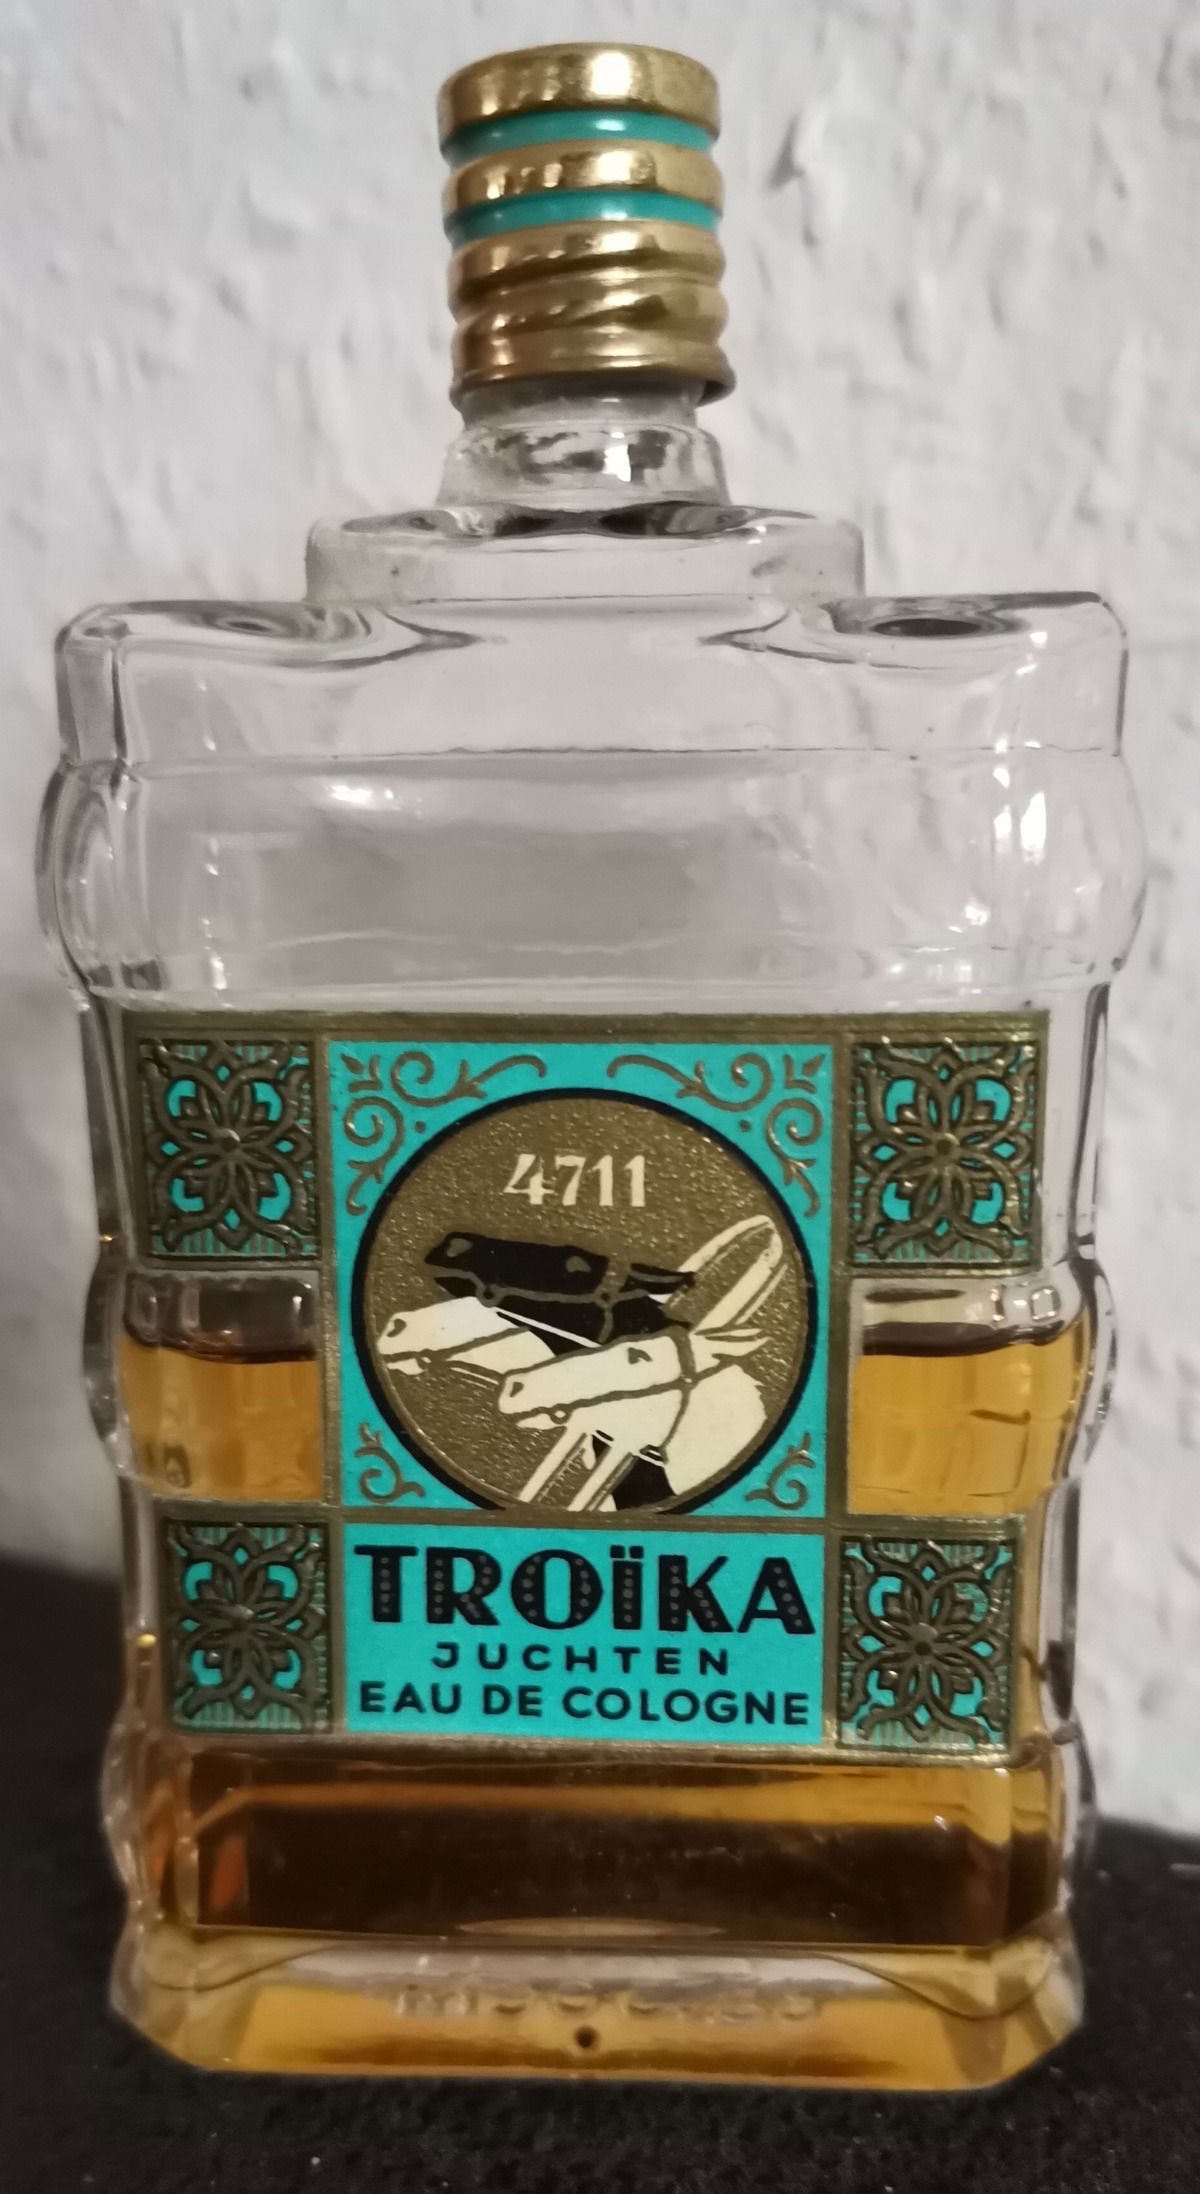 4711
TROÏKA
JUCHTEN
EAU DE COLOGNE